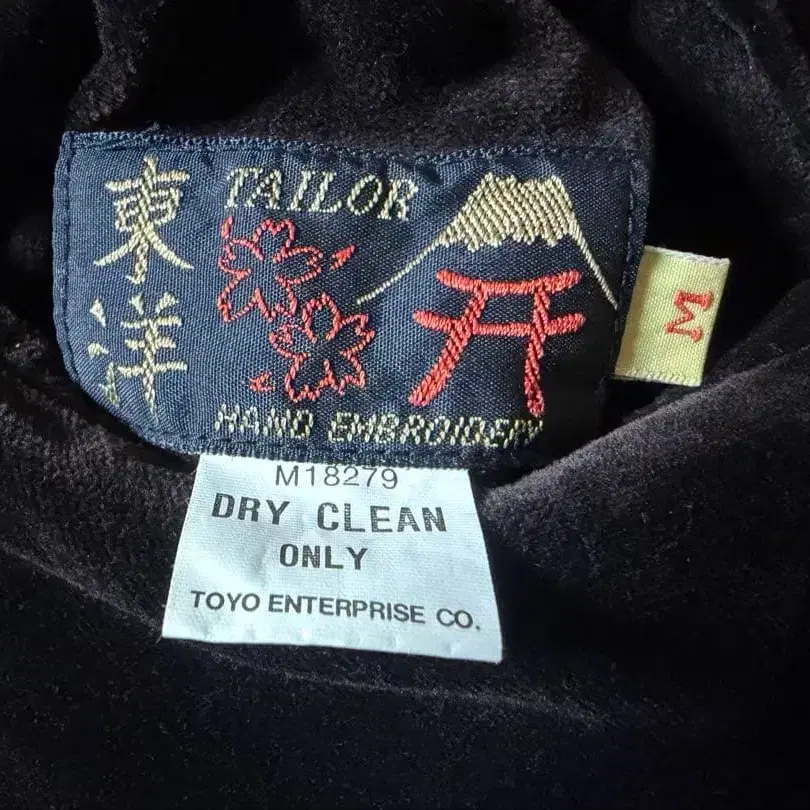 東洋
TAILOR
HAND EMBROIDERY
M
M18279
DRY CLEAN
ONLY
TOYO ENTERPRISE CO.